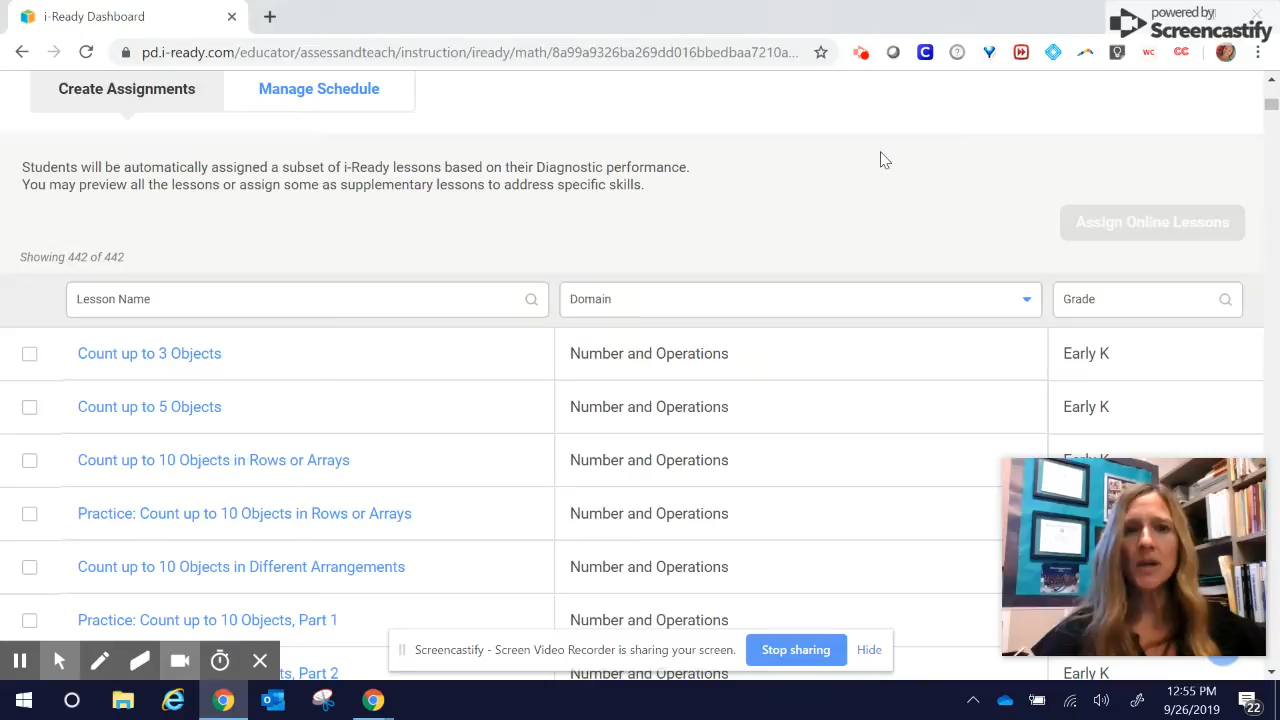 i-Ready Dashboard
powered by
Screencastify
pd.i-ready.com/educator/assessandteach/instruction/iready/math/8a99a9326ba269dd016bbedbaa7210a...
WC
CC
Create Assignments
Manage Schedule
Students will be automatically assigned a subset of i-Ready lessons based on their Diagnostic performance.
You may preview all the lessons or assign some as supplementary lessons to address specific skills.
Assign Online Lessons
Showing 442 of 442
Lesson Name
Domain
Grade
Count up to 3 Objects
Number and Operations
Early K
Count up to 5 Objects
Number and Operations
Early K
Count up to 10 Objects in Rows or Arrays
Number and Operations
Early K
Practice: Count up to 10 Objects in Rows or Arrays
Number and Operations
Count up to 10 Objects in Different Arrangements
Number and Operations
Practice: Count up to 10 Objects, Part 1
Number and Operations
ts, Part 2
Early K
Screencastify - Screen Video Recorder is sharing your screen.
Stop sharing
Hide
12:55 PM
9/26/2019
22